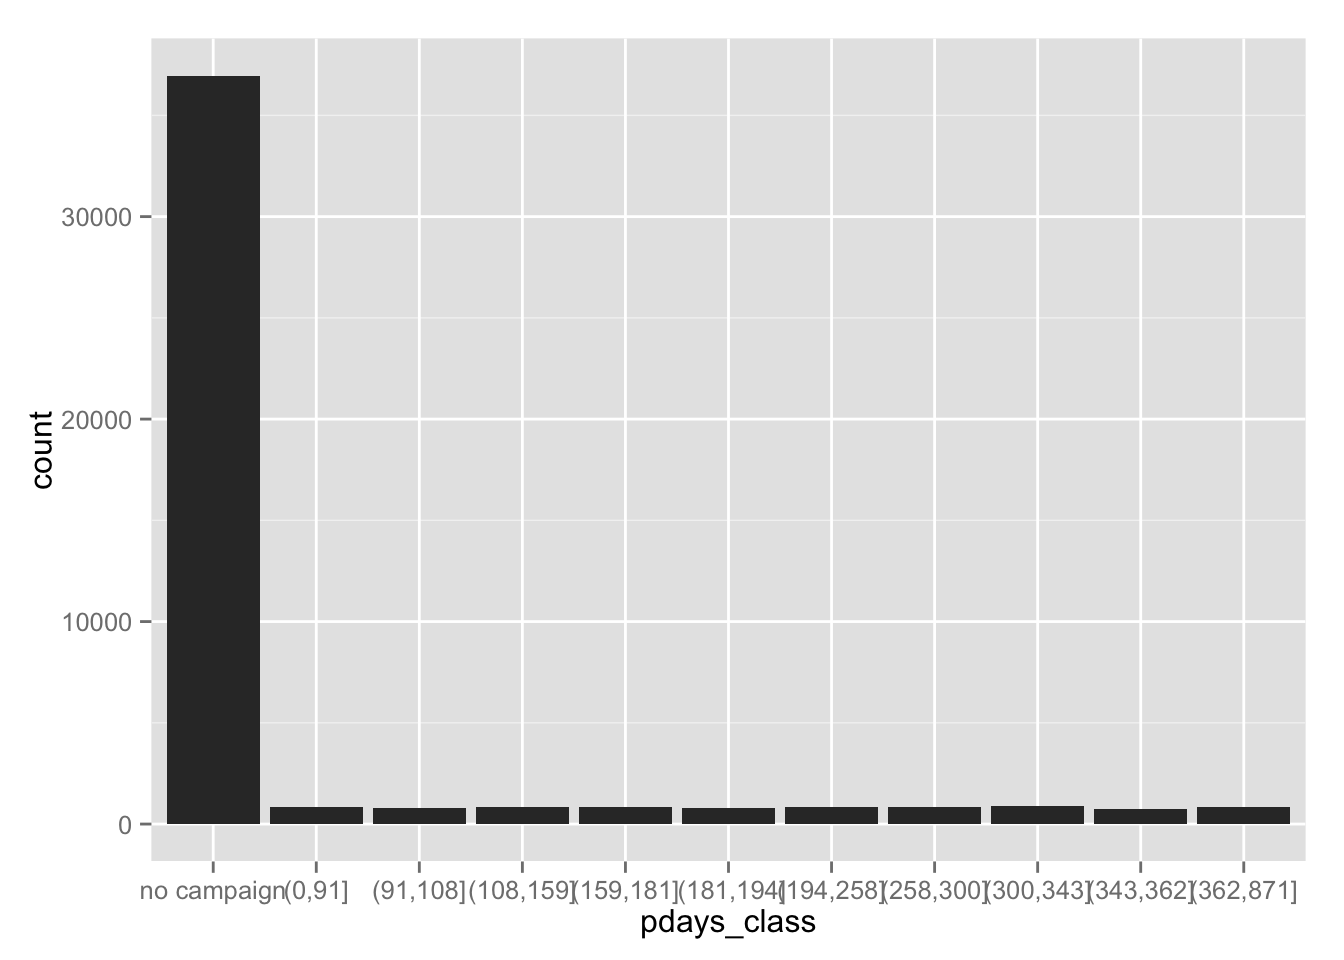 count
30000
20000
10000
0
no campaign (0,91] (91,108] (108,159] (159,181] (181,194] (194,258] (258,300] (300,343] (343,362] (362,871]
pdays_class